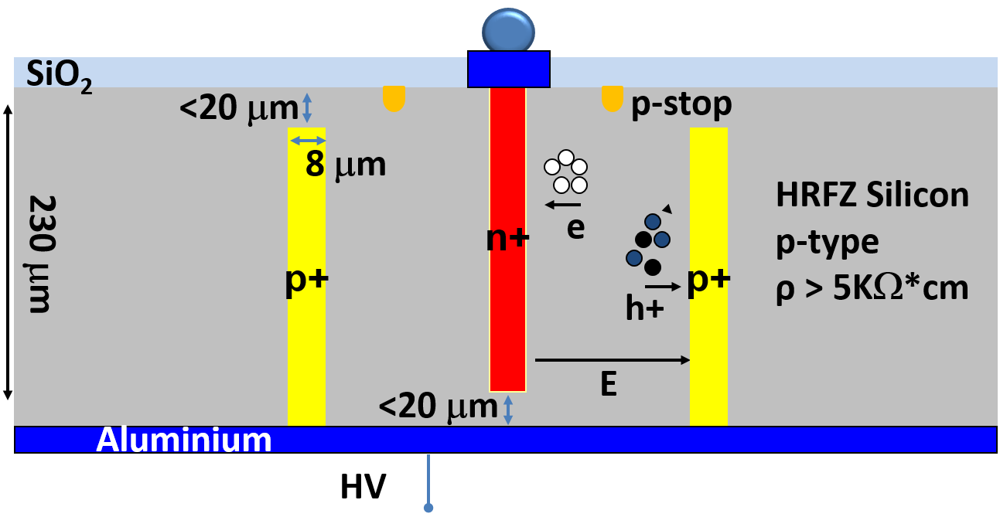 SiO₂
<20 μm
p-stop
8 μm
230 μm
HRFZ Silicon
p-type
ρ > 5KΩ*cm
e
n+
p+
p+
h+
E
<20 μm
Aluminium
HV